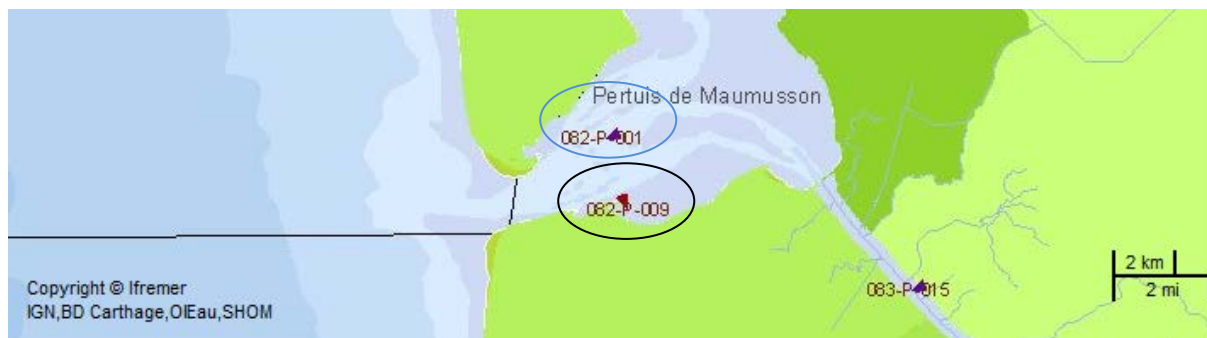 Pertuis de Maumusson
082-P-001
082-P-009
2 km
083-P-015
2 mi
Copyright © Ifremer
IGN,BD Carthage,OIEau,SHOM